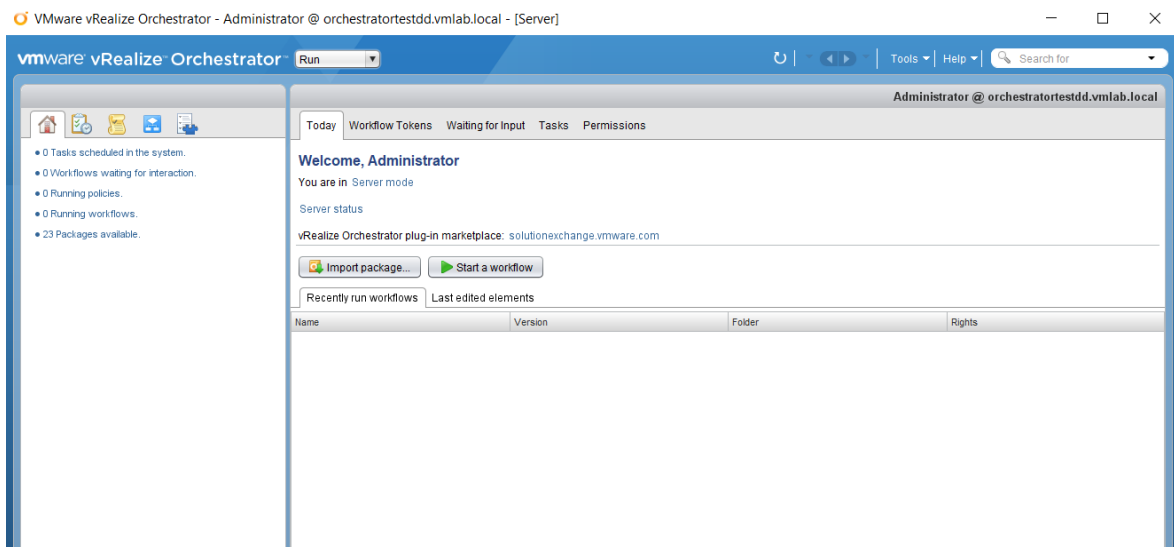 VMware vRealize Orchestrator - Administrator @ orchestratortestdd.vmlab.local - [Server]
vmware vRealize Orchestrator Run Tools Help Search for
Administrator @ orchestratortestdd.vmlab.local
Today Workflow Tokens Waiting for Input Tasks Permissions
• 0 Tasks scheduled in the system.
• 0 Workflows waiting for interaction.
• 0 Running policies.
• 0 Running workflows.
• 23 Packages available.
Welcome, Administrator
You are in Server mode
Server status
vRealize Orchestrator plug-in marketplace: solutionexchange.vmware.com
Import package... Start a workflow
Recently run workflows Last edited elements
Name Version Folder Rights